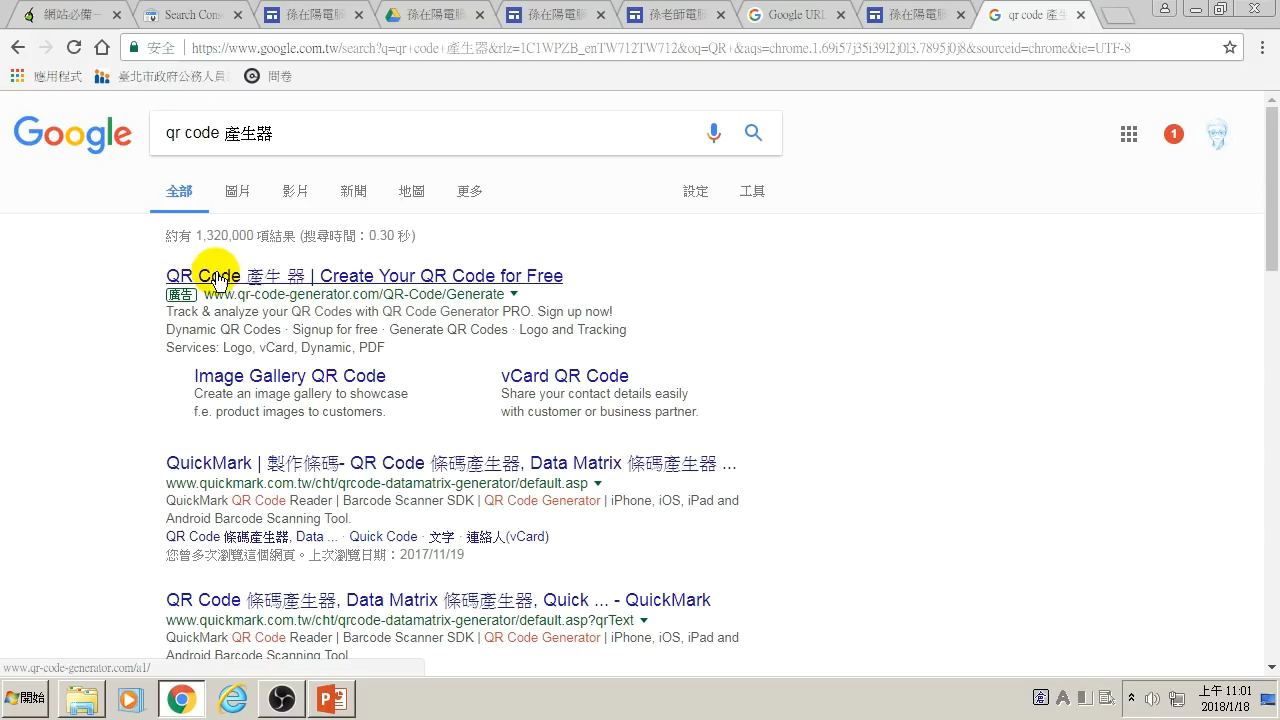 網站必備一
Search Cons
孫在陽電腦
孫在陽電腦
孫在陽電腦
孫老師電腦
Google URL
孫在陽電腦
qr code 產生
安全
https://www.google.com.tw/search?q=qr+code+產生器&rlz=1C1WPZB_enTW712TW712&oq=QR+&aqs=chrome.1.69i57j35i39l2j0l3.7895j0j8&sourceid=chrome&ie=UTF-8
應用程式
臺北市政府公務人員
問卷
Google
qr code 產生器
1
全部
圖片
影片
新聞
地圖
更多
設定
工具
約有 1,320,000 項結果 (搜尋時間：0.30 秒)
QR Code 產生 器 | Create Your QR Code for Free
廣告 www.qr-code-generator.com/QR-Code/Generate
Track & analyze your QR Codes with QR Code Generator PRO. Sign up now!
Dynamic QR Codes · Signup for free · Generate QR Codes · Logo and Tracking
Services: Logo, vCard, Dynamic, PDF
Image Gallery QR Code
Create an image gallery to showcase
f.e. product images to customers.
vCard QR Code
Share your contact details easily
with customer or business partner.
QuickMark | 製作條碼- QR Code 條碼產生器, Data Matrix 條碼產生器 ...
www.quickmark.com.tw/cht/qrcode-datamatrix-generator/default.asp
QuickMark QR Code Reader | Barcode Scanner SDK | QR Code Generator | iPhone, iOS, iPad and
Android Barcode Scanning Tool.
QR Code 條碼產生器, Data ... · Quick Code · 文字 · 連絡人(vCard)
您曾多次瀏覽這個網頁。上次瀏覽日期：2017/11/19
QR Code 條碼產生器, Data Matrix 條碼產生器, Quick ... - QuickMark
www.quickmark.com.tw/cht/qrcode-datamatrix-generator/default.asp?qrText
QuickMark QR Code Reader | Barcode Scanner SDK | QR Code Generator | iPhone, iOS, iPad and
Android Barcode Scanning Tool
www.qr-code-generator.com/a1/
開始
上午 11:01
2018/1/18